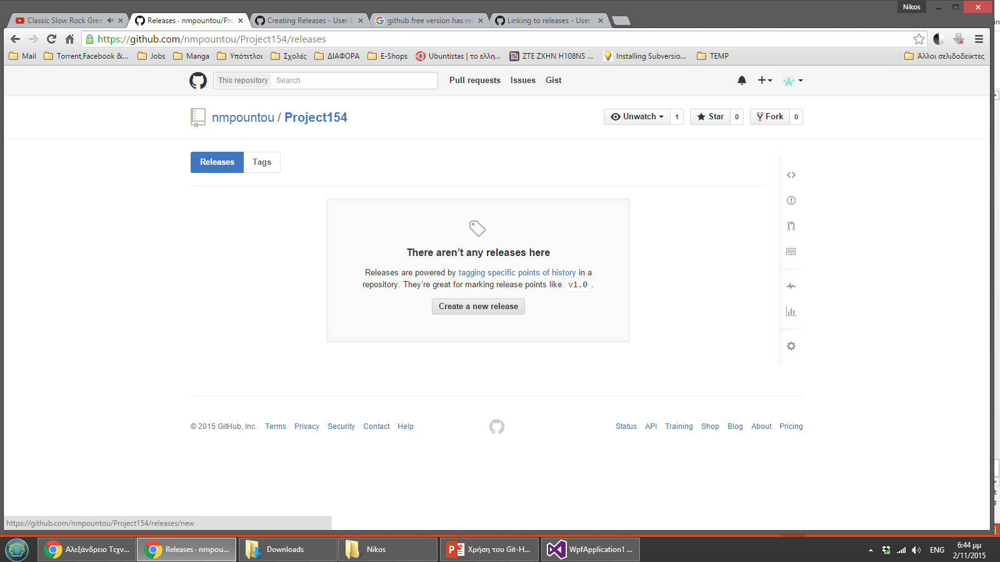 Nikos
Classic Slow Rock Grea
Releases · nmpountou/Pro
Creating Releases - User D
github free version has rel
Linking to releases - User
https://github.com/nmpountou/Project154/releases
Mail
Torrent,Facebook &...
Jobs
Manga
Υπότιτλοι
Σχολές
ΔΙΑΦΟΡΑ
E-Shops
Ubuntistas | το ελλη...
ZTE ZXHN H108NS ...
Installing Subversio...
TEMP
Άλλοι σελιδοδείκτες
This repository
Search
Pull requests
Issues
Gist
nmpountou / Project154
Unwatch 1
Star 0
Fork 0
Releases
Tags
There aren't any releases here
Releases are powered by tagging specific points of history in a
repository. They're great for marking release points like v1.0 .
Create a new release
© 2015 GitHub, Inc. Terms Privacy Security Contact Help
Status API Training Shop Blog About Pricing
https://github.com/nmpountou/Project154/releases/new
Αλεξάνδρειο Τεχν...
Releases · nmpou...
Downloads
Nikos
Χρήση του Git-H...
WpfApplication1 ...
ENG
6:44 μμ
2/11/2015